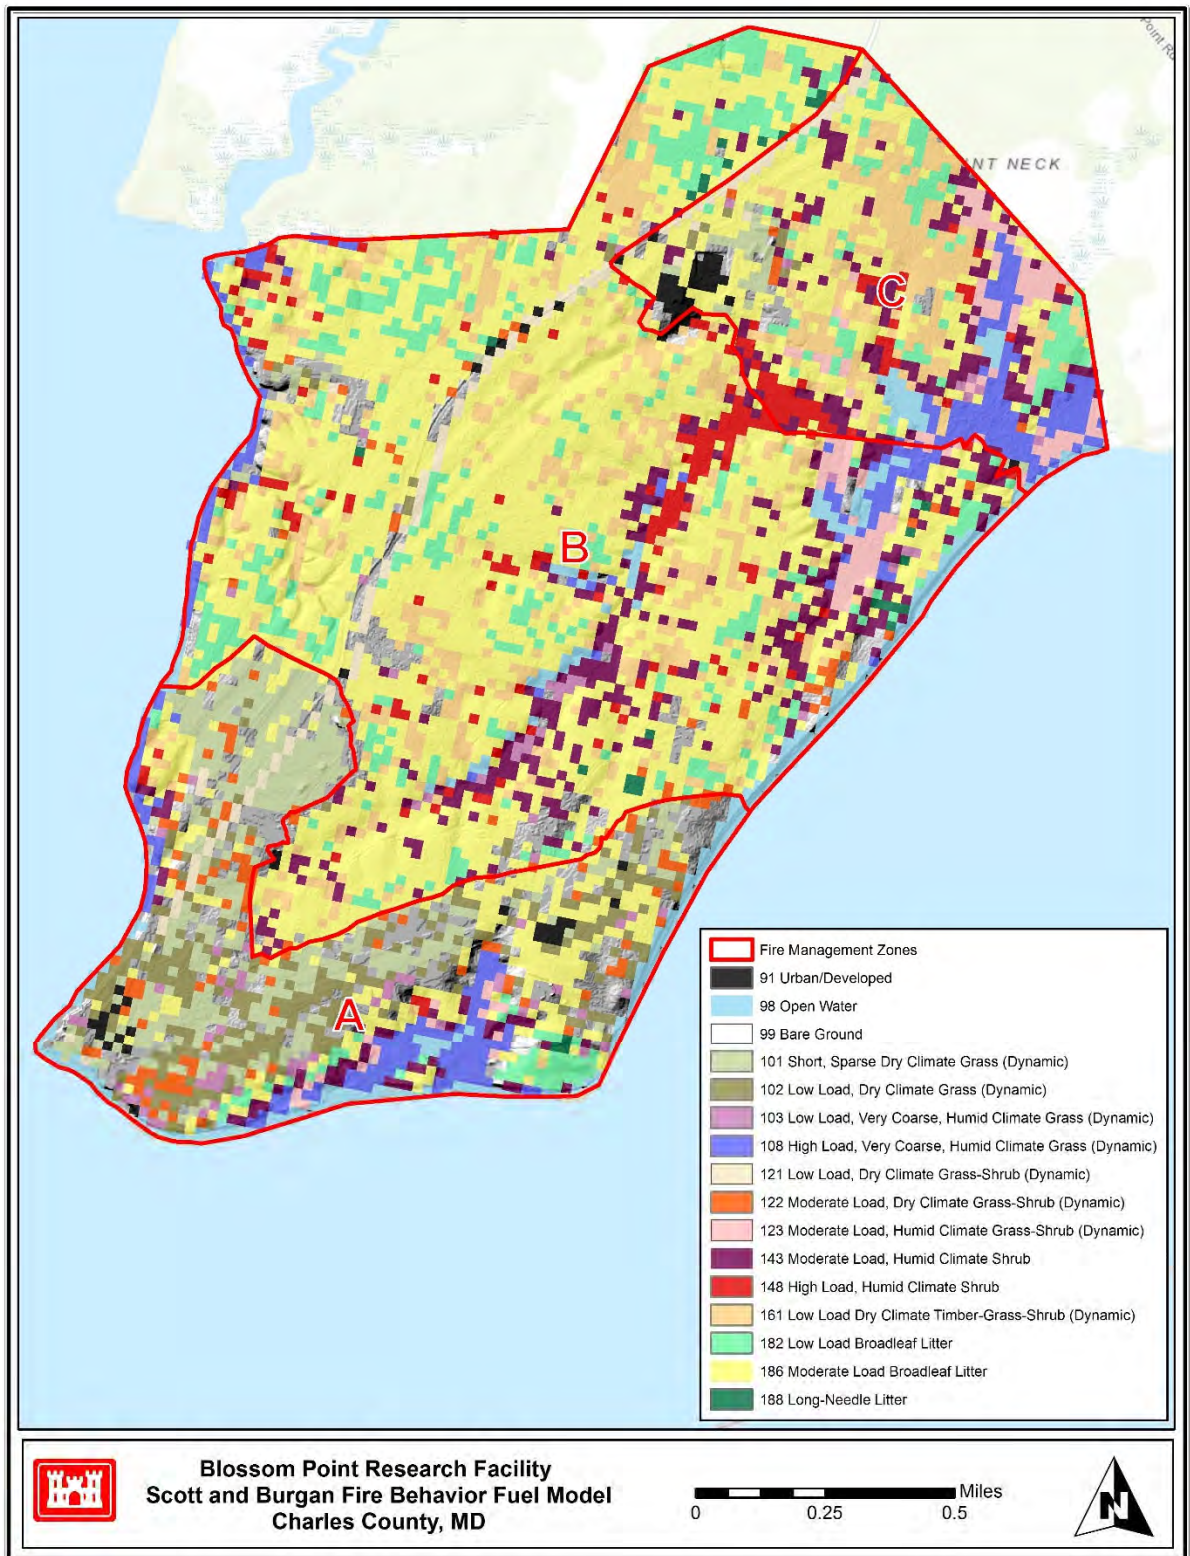 Point Rd
INT NECK
C
B
A
Fire Management Zones
91 Urban/Developed
98 Open Water
99 Bare Ground
101 Short, Sparse Dry Climate Grass (Dynamic)
102 Low Load, Dry Climate Grass (Dynamic)
103 Low Load, Very Coarse, Humid Climate Grass (Dynamic)
108 High Load, Very Coarse, Humid Climate Grass (Dynamic)
121 Low Load, Dry Climate Grass-Shrub (Dynamic)
122 Moderate Load, Dry Climate Grass-Shrub (Dynamic)
123 Moderate Load, Humid Climate Grass-Shrub (Dynamic)
143 Moderate Load, Humid Climate Shrub
148 High Load, Humid Climate Shrub
161 Low Load Dry Climate Timber-Grass-Shrub (Dynamic)
182 Low Load Broadleaf Litter
186 Moderate Load Broadleaf Litter
188 Long-Needle Litter
Blossom Point Research Facility
Scott and Burgan Fire Behavior Fuel Model
Charles County, MD
Miles
0 0.25 0.5
N